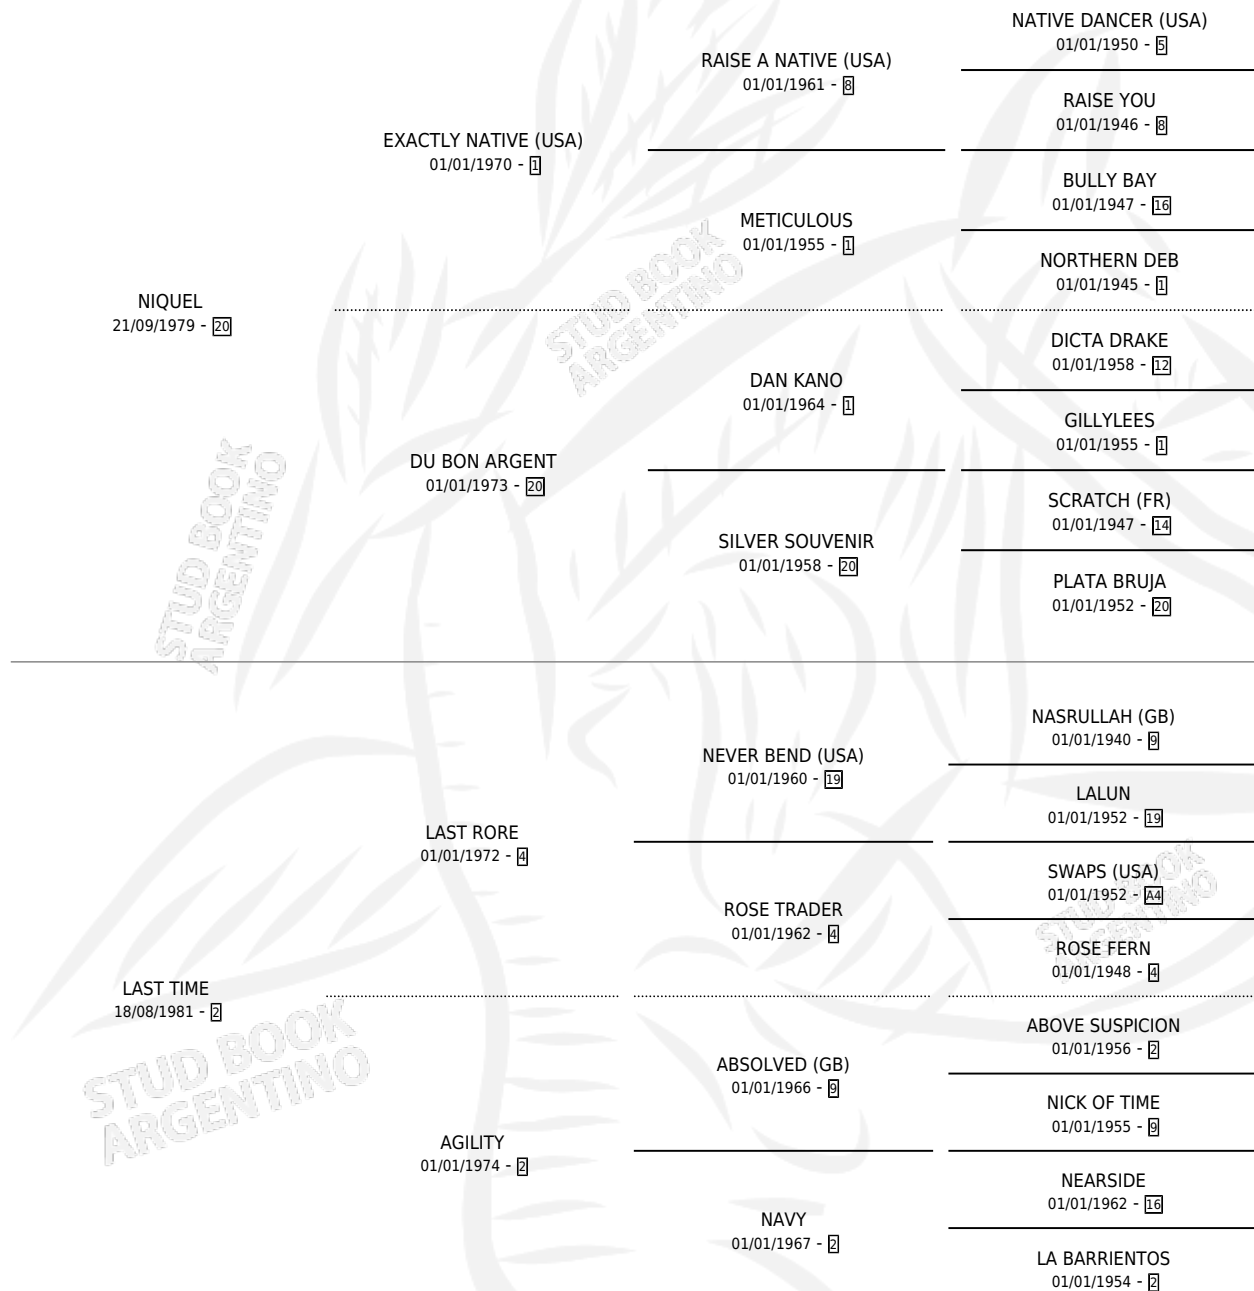 NIQUEL
21/09/1979 - 20
EXACTLY NATIVE (USA)
01/01/1970 - 1
RAISE A NATIVE (USA)
01/01/1961 - 8
NATIVE DANCER (USA)
01/01/1950 - 5
RAISE YOU
01/01/1946 - 8
METICULOUS
01/01/1955 - 1
BULLY BAY
01/01/1947 - 16
NORTHERN DEB
01/01/1945 - 1
DU BON ARGENT
01/01/1973 - 20
DAN KANO
01/01/1964 - 1
DICTA DRAKE
01/01/1958 - 12
GILLYLEES
01/01/1955 - 1
SILVER SOUVENIR
01/01/1958 - 20
SCRATCH (FR)
01/01/1947 - 14
PLATA BRUJA
01/01/1952 - 20
LAST TIME
18/08/1981 - 2
LAST RORE
01/01/1972 - 4
NEVER BEND (USA)
01/01/1960 - 19
NASRULLAH (GB)
01/01/1940 - 9
LALUN
01/01/1952 - 19
ROSE TRADER
01/01/1962 - 4
SWAPS (USA)
01/01/1952 - A4
ROSE FERN
01/01/1948 - 4
AGILITY
01/01/1974 - 2
ABSOLVED (GB)
01/01/1966 - 9
ABOVE SUSPICION
01/01/1956 - 2
NICK OF TIME
01/01/1955 - 9
NAVY
01/01/1967 - 2
NEARSIDE
01/01/1962 - 16
LA BARRIENTOS
01/01/1954 - 2
STUD BOOK
ARGENTINO
STUD BOOK
ARGENTINO
STUD BOOK
ARGENTINO
STUD BOOK
ARGENTINO